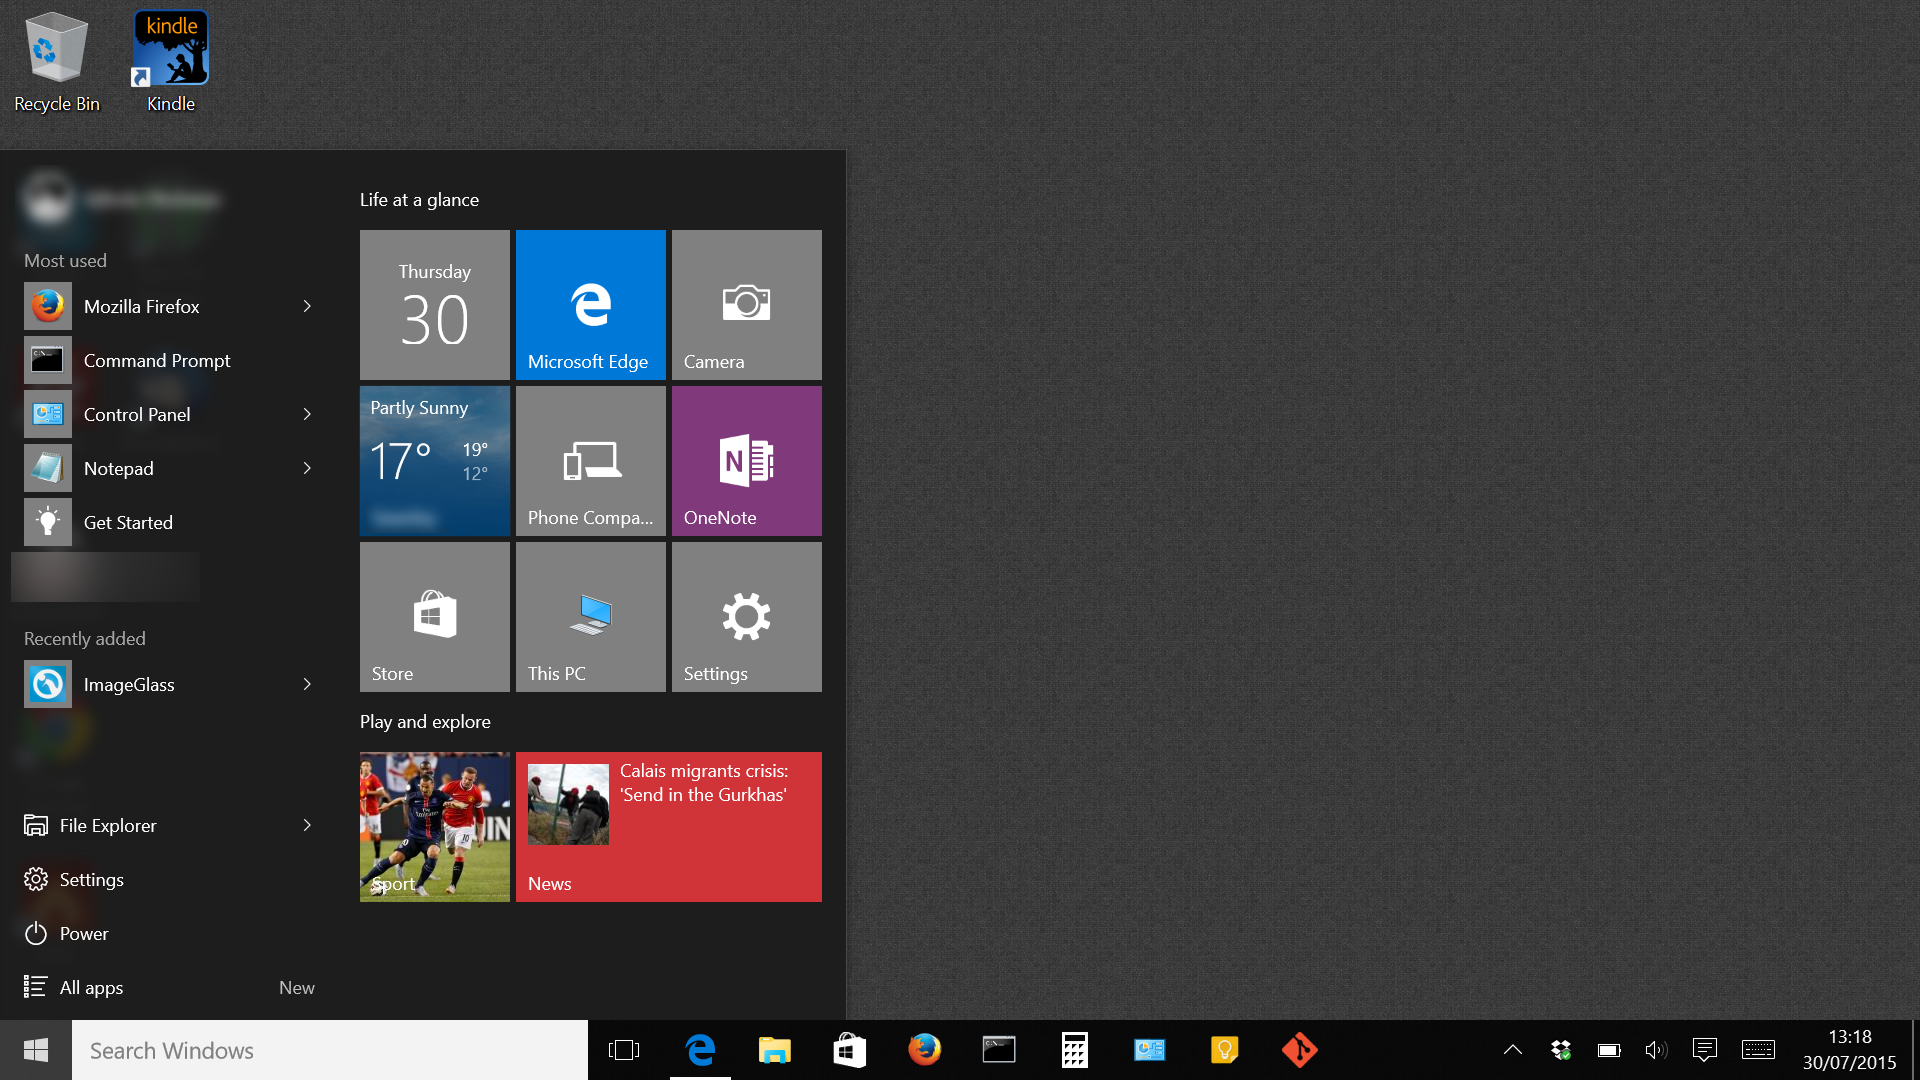 kindle
Recycle Bin
Kindle
Most used
Mozilla Firefox
Command Prompt
Control Panel
Notepad
Get Started
Recently added
ImageGlass
File Explorer
Settings
Power
All apps
New
Life at a glance
Thursday
30
Microsoft Edge
Camera
Partly Sunny
17°
19°
12°
Phone Compa...
N
OneNote
Store
This PC
Settings
Play and explore
Sport
Calais migrants crisis:
'Send in the Gurkhas'
News
Search Windows
13:18
30/07/2015